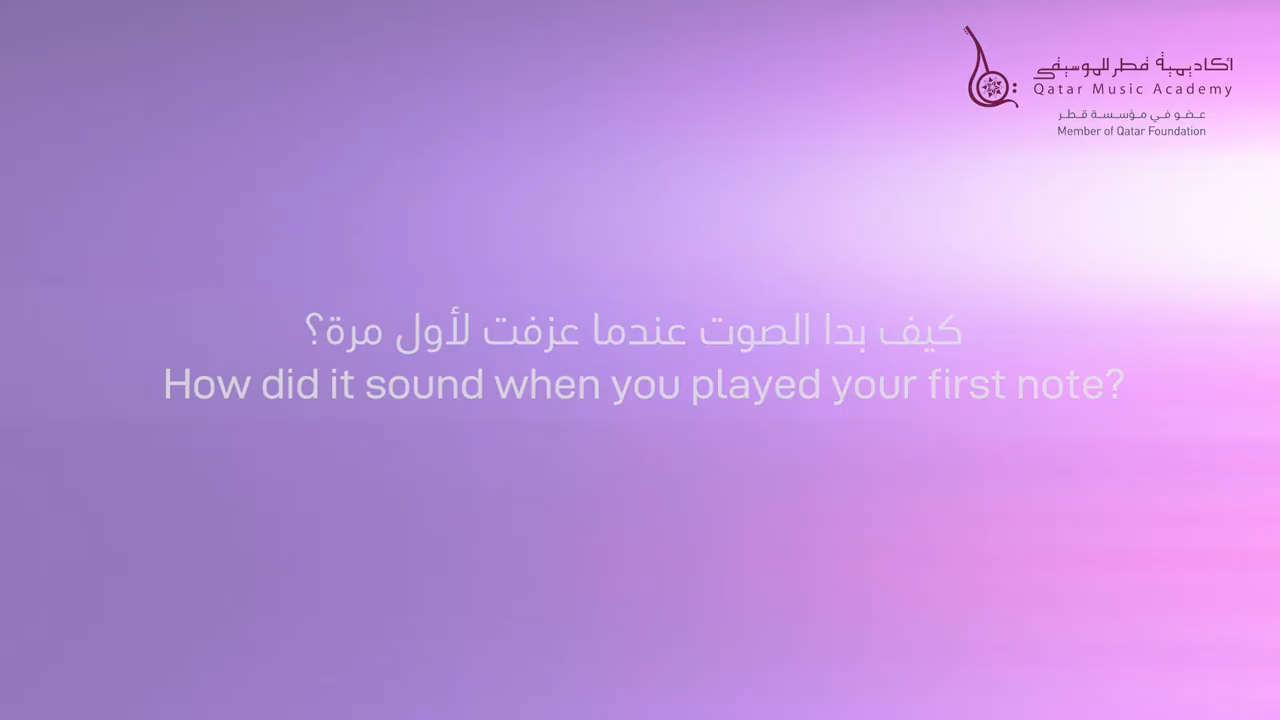 أكاديمية قطر للموسيقى
Qatar Music Academy
عضو في مؤسسة قطر
Member of Qatar Foundation
كيف بدا الصوت عندما عزفت لأول مرة؟
How did it sound when you played your first note?